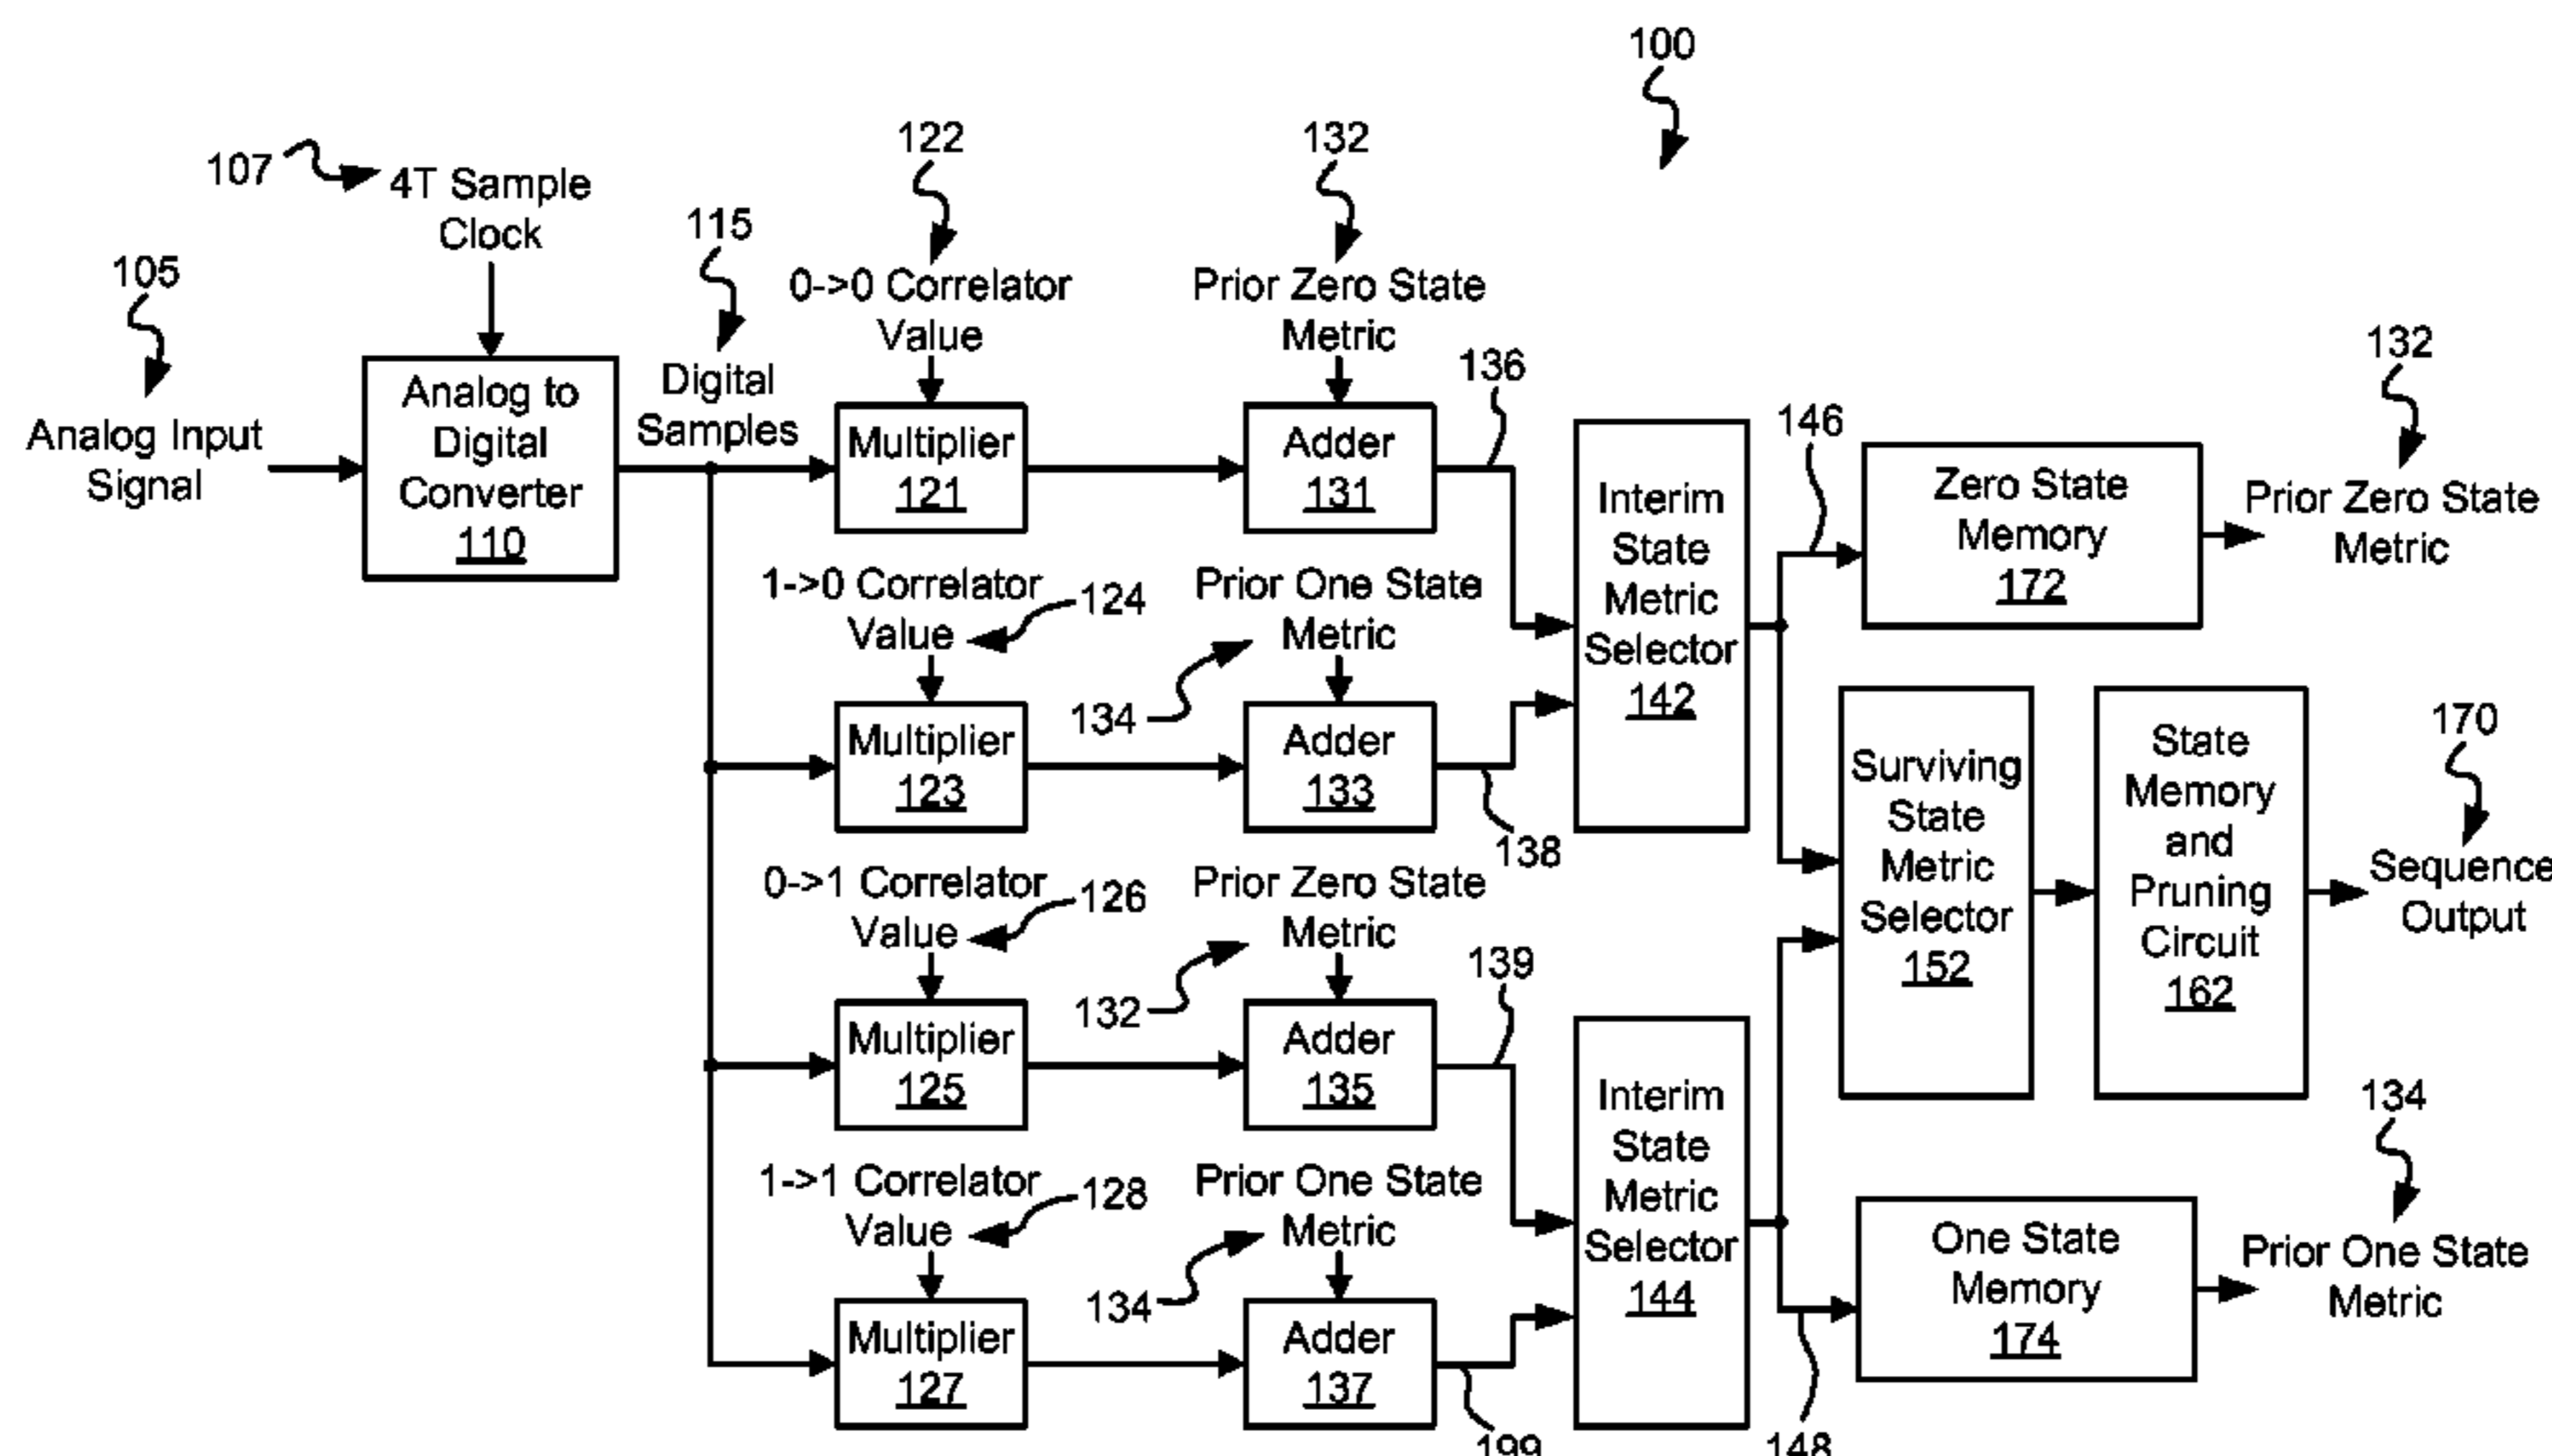 100
107
4T Sample
Clock
122
132
115
105
0->0 Correlator
Value
Prior Zero State
Metric
Analog Input
Signal
Analog to
Digital
Converter
110
Digital
Samples
Multiplier
121
Adder
131
136
Interim
State
Metric
Selector
142
146
Zero State
Memory
172
132
Prior Zero State
Metric
1->0 Correlator
Value
124
Prior One State
Metric
134
Multiplier
123
Adder
133
138
Surviving
State
Metric
Selector
152
State
Memory
and
Pruning
Circuit
162
170
Sequence
Output
0->1 Correlator
Value
126
Prior Zero State
Metric
132
Multiplier
125
Adder
135
139
Interim
State
Metric
Selector
144
1->1 Correlator
Value
128
Prior One State
Metric
134
Multiplier
127
Adder
137
199
148
One State
Memory
174
134
Prior One State
Metric